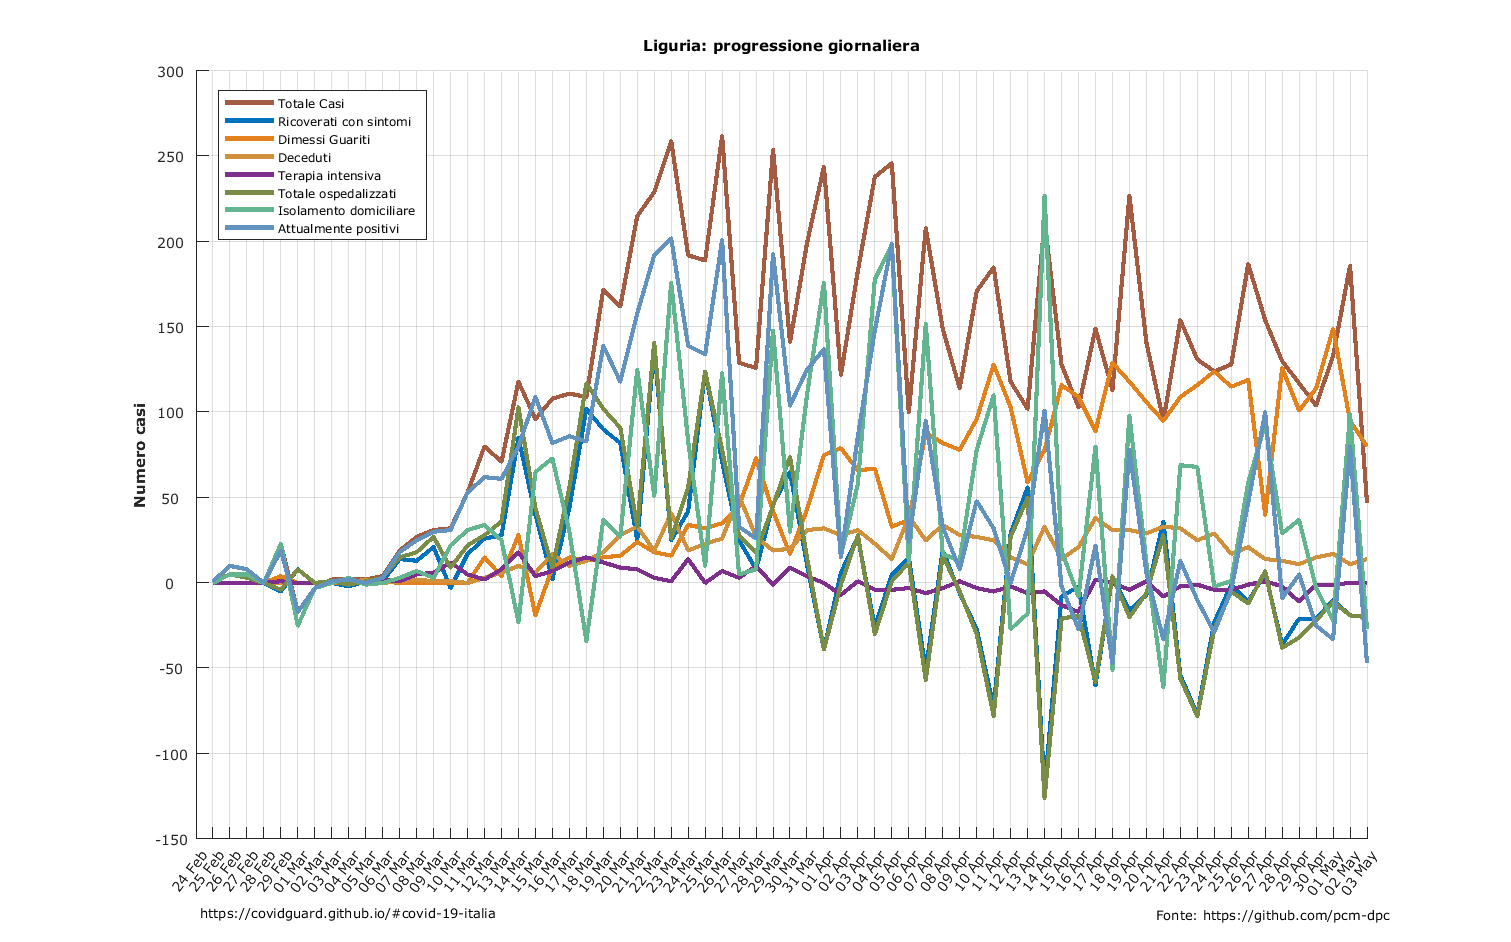 Liguria: progressione giornaliera
Numero casi
300
250
200
150
100
50
0
-50
-100
-150
Totale Casi
Ricoverati con sintomi
Dimessi Guariti
Deceduti
Terapia intensiva
Totale ospedalizzati
Isolamento domiciliare
Attualmente positivi
24 Feb
25 Feb
26 Feb
27 Feb
28 Feb
29 Feb
01 Mar
02 Mar
03 Mar
04 Mar
05 Mar
06 Mar
07 Mar
08 Mar
09 Mar
10 Mar
11 Mar
12 Mar
13 Mar
14 Mar
15 Mar
16 Mar
17 Mar
18 Mar
19 Mar
20 Mar
21 Mar
22 Mar
23 Mar
24 Mar
25 Mar
26 Mar
27 Mar
28 Mar
29 Mar
30 Mar
31 Mar
01 Apr
02 Apr
03 Apr
04 Apr
05 Apr
06 Apr
07 Apr
08 Apr
09 Apr
10 Apr
11 Apr
12 Apr
13 Apr
14 Apr
15 Apr
16 Apr
17 Apr
18 Apr
19 Apr
20 Apr
21 Apr
22 Apr
23 Apr
24 Apr
25 Apr
26 Apr
27 Apr
28 Apr
29 Apr
30 Apr
01 May
02 May
03 May
https://covidguard.github.io/#covid-19-italia
Fonte: https://github.com/pcm-dpc